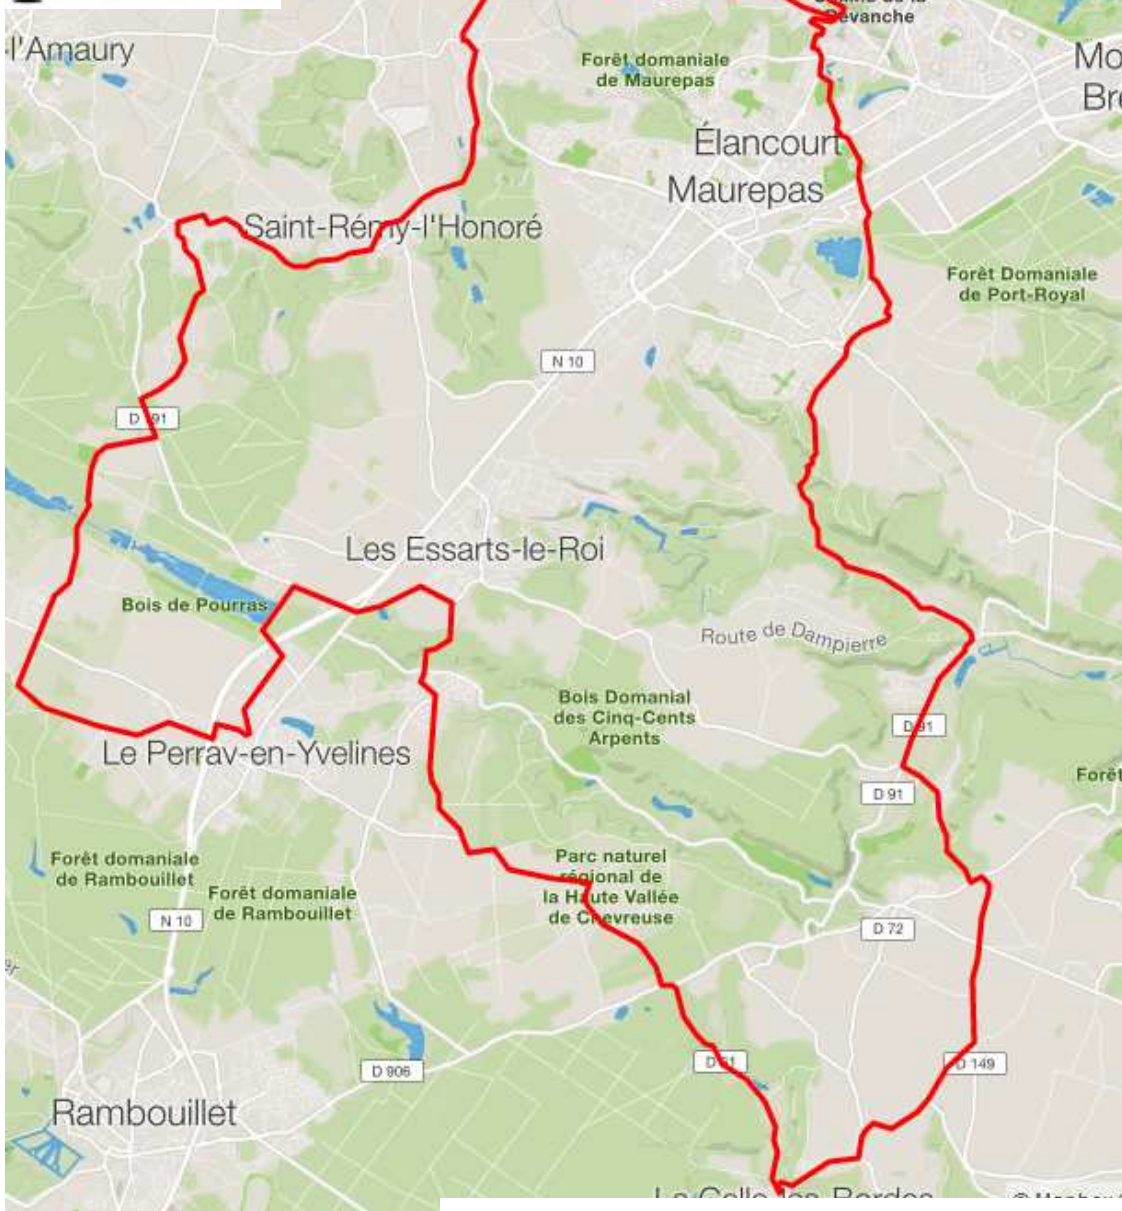 Revanche
-l'Amaury
Forêt domaniale
de Maurepas
Élancourt
Maurepas
Saint-Rémy-l'Honoré
Forêt Domaniale
de Port-Royal
N 10
Les Essarts-le-Roi
Bois de Pourras
Route de Dampierre
Bois Domanial
des Cinq-Cents
Arpents
D 91
Le Perray-en-Yvelines
D 91
Forêt
Forêt domaniale
de Rambouillet
Forêt domaniale
de Rambouillet
Parc naturel
régional de
la Haute Vallée
de Chevreuse
N 10
D 72
D 61
D 149
D 906
Rambouillet